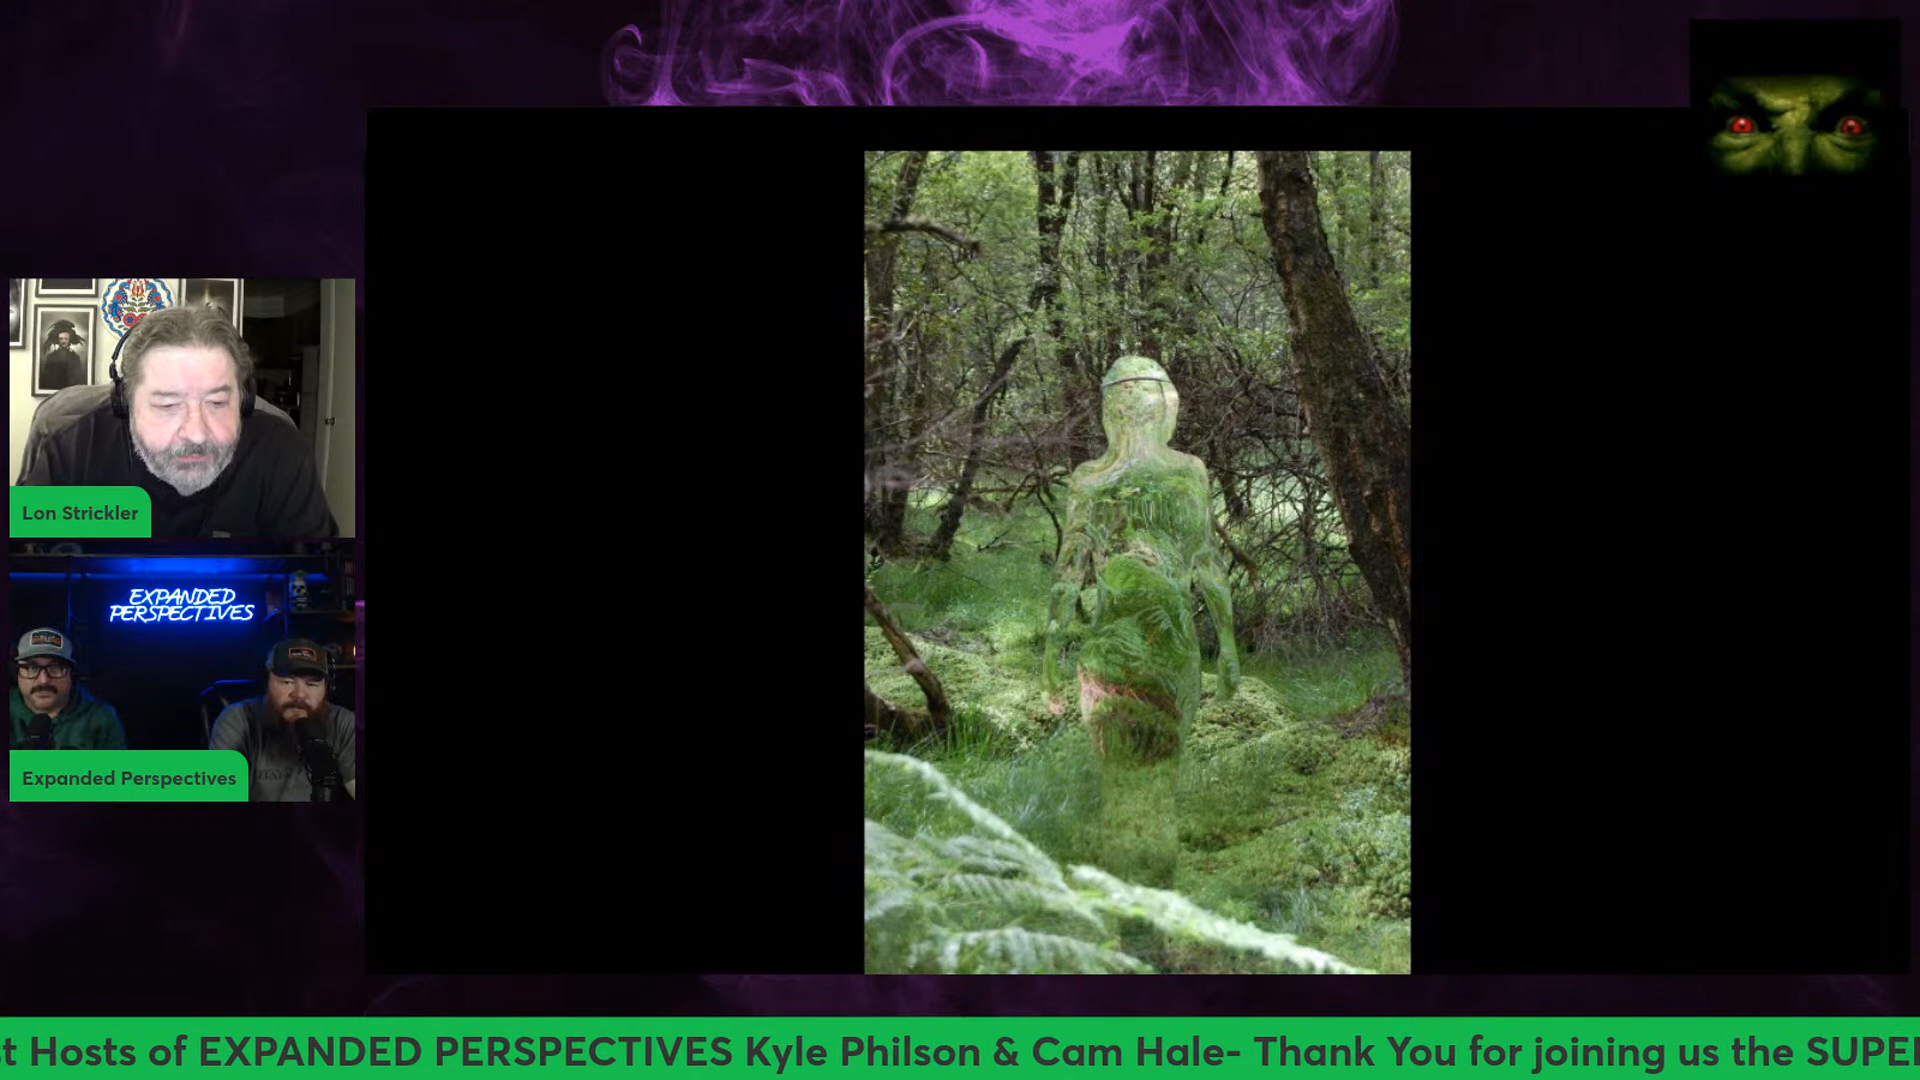 Lon Strickler
EXPANDED
PERSPECTIVES
Expanded Perspectives
t Hosts of EXPANDED PERSPECTIVES Kyle Philson & Cam Hale- Thank You for joining us the SUPE